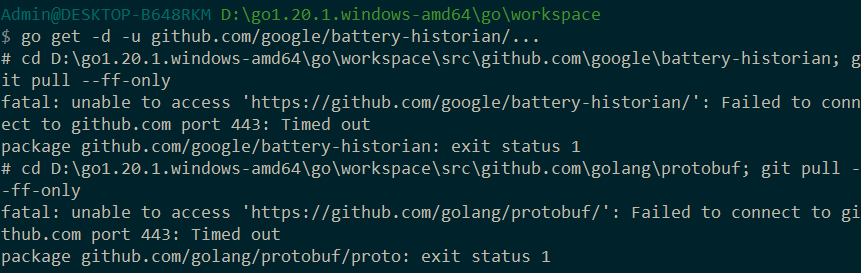 Admin@DESKTOP-B648RKM D:\go1.20.1.windows-amd64\go\workspace
$ go get -d -u github.com/google/battery-historian/...
# cd D:\go1.20.1.windows-amd64\go\workspace\src\github.com\google\battery-historian; g
it pull --ff-only
fatal: unable to access 'https://github.com/google/battery-historian/': Failed to conn
ect to github.com port 443: Timed out
package github.com/google/battery-historian: exit status 1
# cd D:\go1.20.1.windows-amd64\go\workspace\src\github.com\golang\protobuf; git pull -
-ff-only
fatal: unable to access 'https://github.com/golang/protobuf/': Failed to connect to gi
thub.com port 443: Timed out
package github.com/golang/protobuf/proto: exit status 1